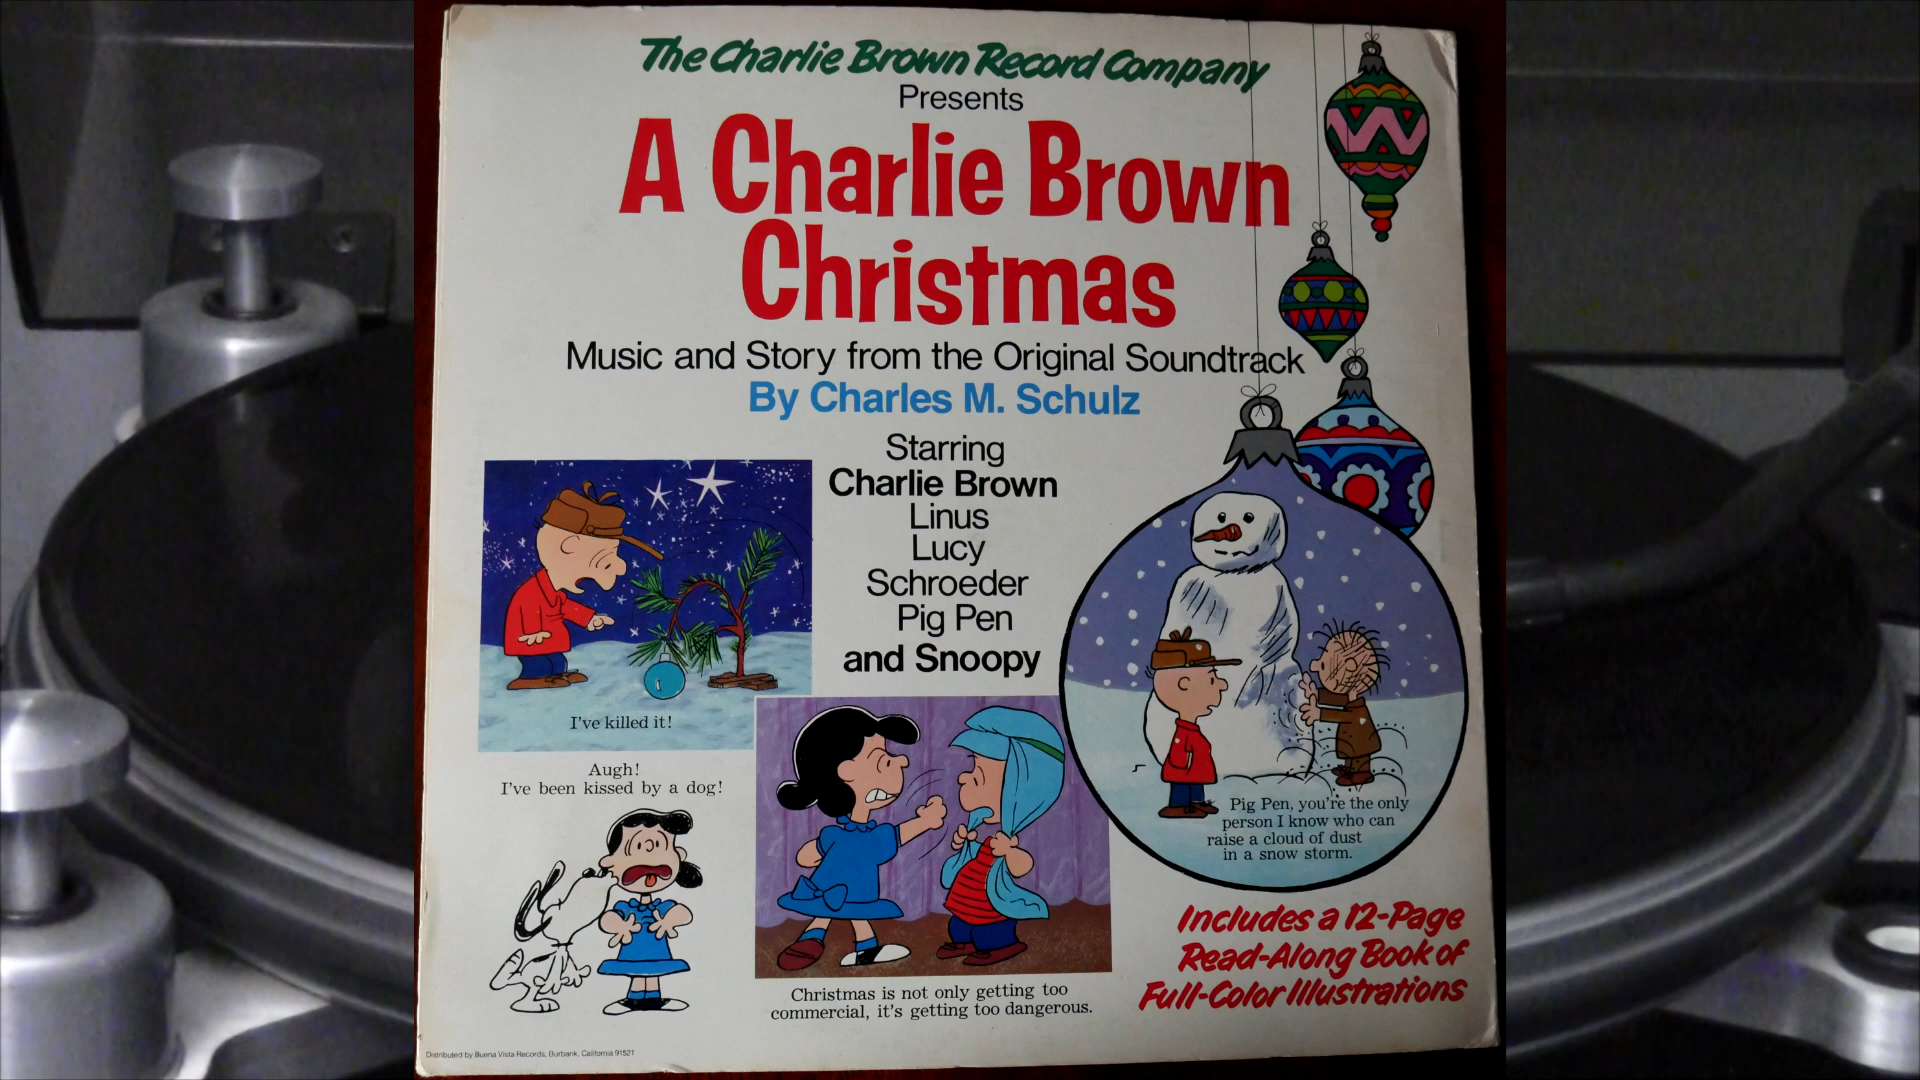 The Charlie Brown Record Company
Presents
A Charlie Brown
Christmas
Music and Story from the Original Soundtrack
By Charles M. Schulz
Starring
Charlie Brown
Linus
Lucy
Schroeder
Pig Pen
and Snoopy
I've killed it!
Augh!
I've been kissed by a dog!
Christmas is not only getting too
commercial, it's getting too dangerous.
Pig Pen, you're the only
person I know who can
raise a cloud of dust
in a snow storm.
Includes a 12-Page
Read-Along Book of
Full-Color Illustrations
Distributed by Buena Vista Records, Burbank, California 91521